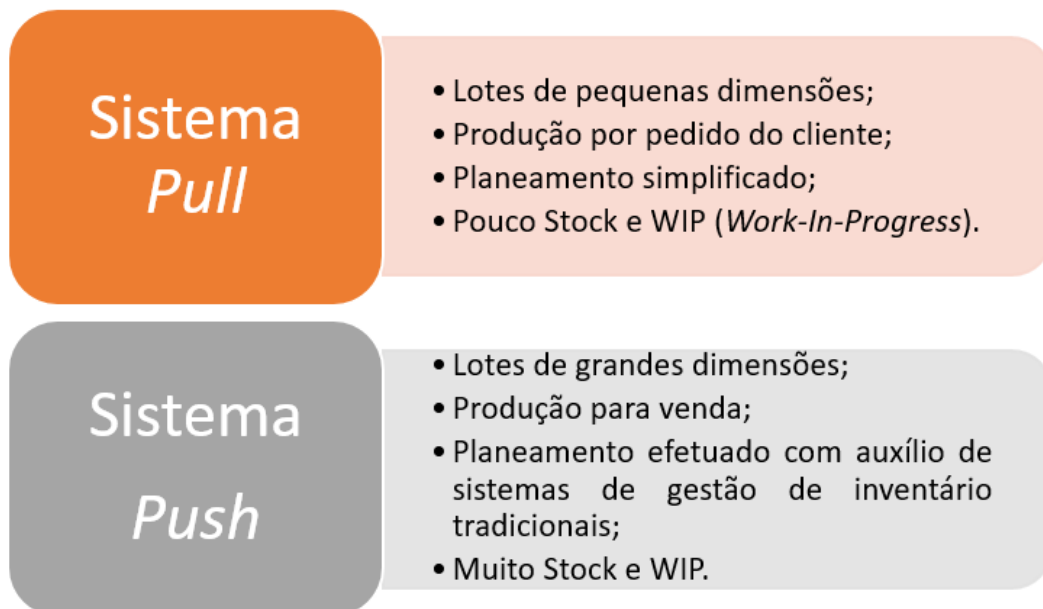 Sistema
Pull
• Lotes de pequenas dimensões;
• Produção por pedido do cliente;
• Planeamento simplificado;
• Pouco Stock e WIP (Work-In-Progress).
Sistema
Push
• Lotes de grandes dimensões;
• Produção para venda;
• Planeamento efetuado com auxílio de
sistemas de gestão de inventário
tradicionais;
• Muito Stock e WIP.